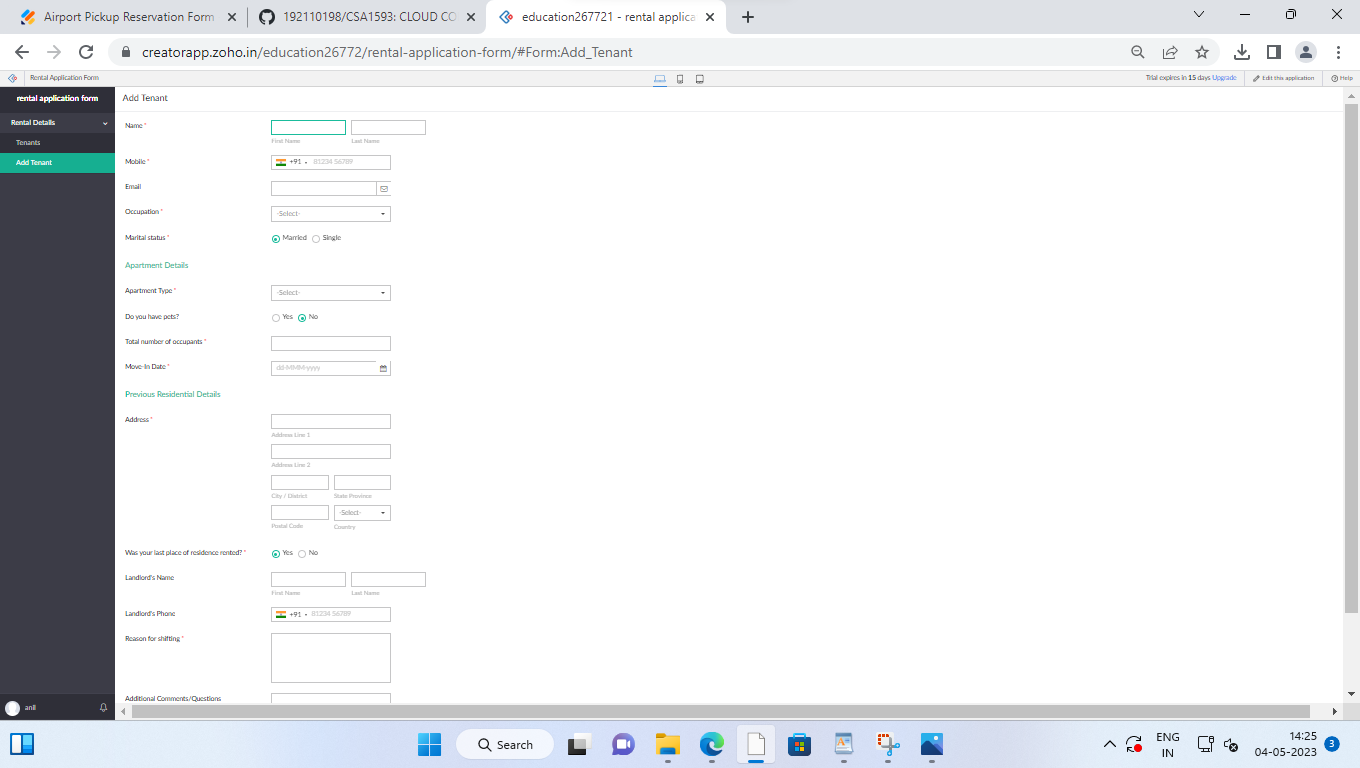 Airport Pickup Reservation Form
192110198/CSA1593: CLOUD CO
education267721 - rental applica
creatorapp.zoho.in/education26772/rental-application-form/#Form:Add_Tenant
Rental Application Form
Trial expires in 15 days Upgrade
Edit this application
Help
rental application form
Rental Details
Tenants
Add Tenant
Add Tenant
Name *
First Name
Last Name
Mobile *
+91
81234 56789
Email
Occupation *
-Select-
Marital status *
Married
Single
Apartment Details
Apartment Type *
-Select-
Do you have pets?
Yes
No
Total number of occupants *
Move-In Date *
dd-MMM-yyyy
Previous Residential Details
Address *
Address Line 1
Address Line 2
City / District
State Province
-Select-
Postal Code
Country
Was your last place of residence rented? *
Yes
No
Landlord's Name
First Name
Last Name
Landlord's Phone
+91
81234 56789
Reason for shifting *
Additional Comments/Questions
anil
Search
ENG
IN
14:25
04-05-2023
3